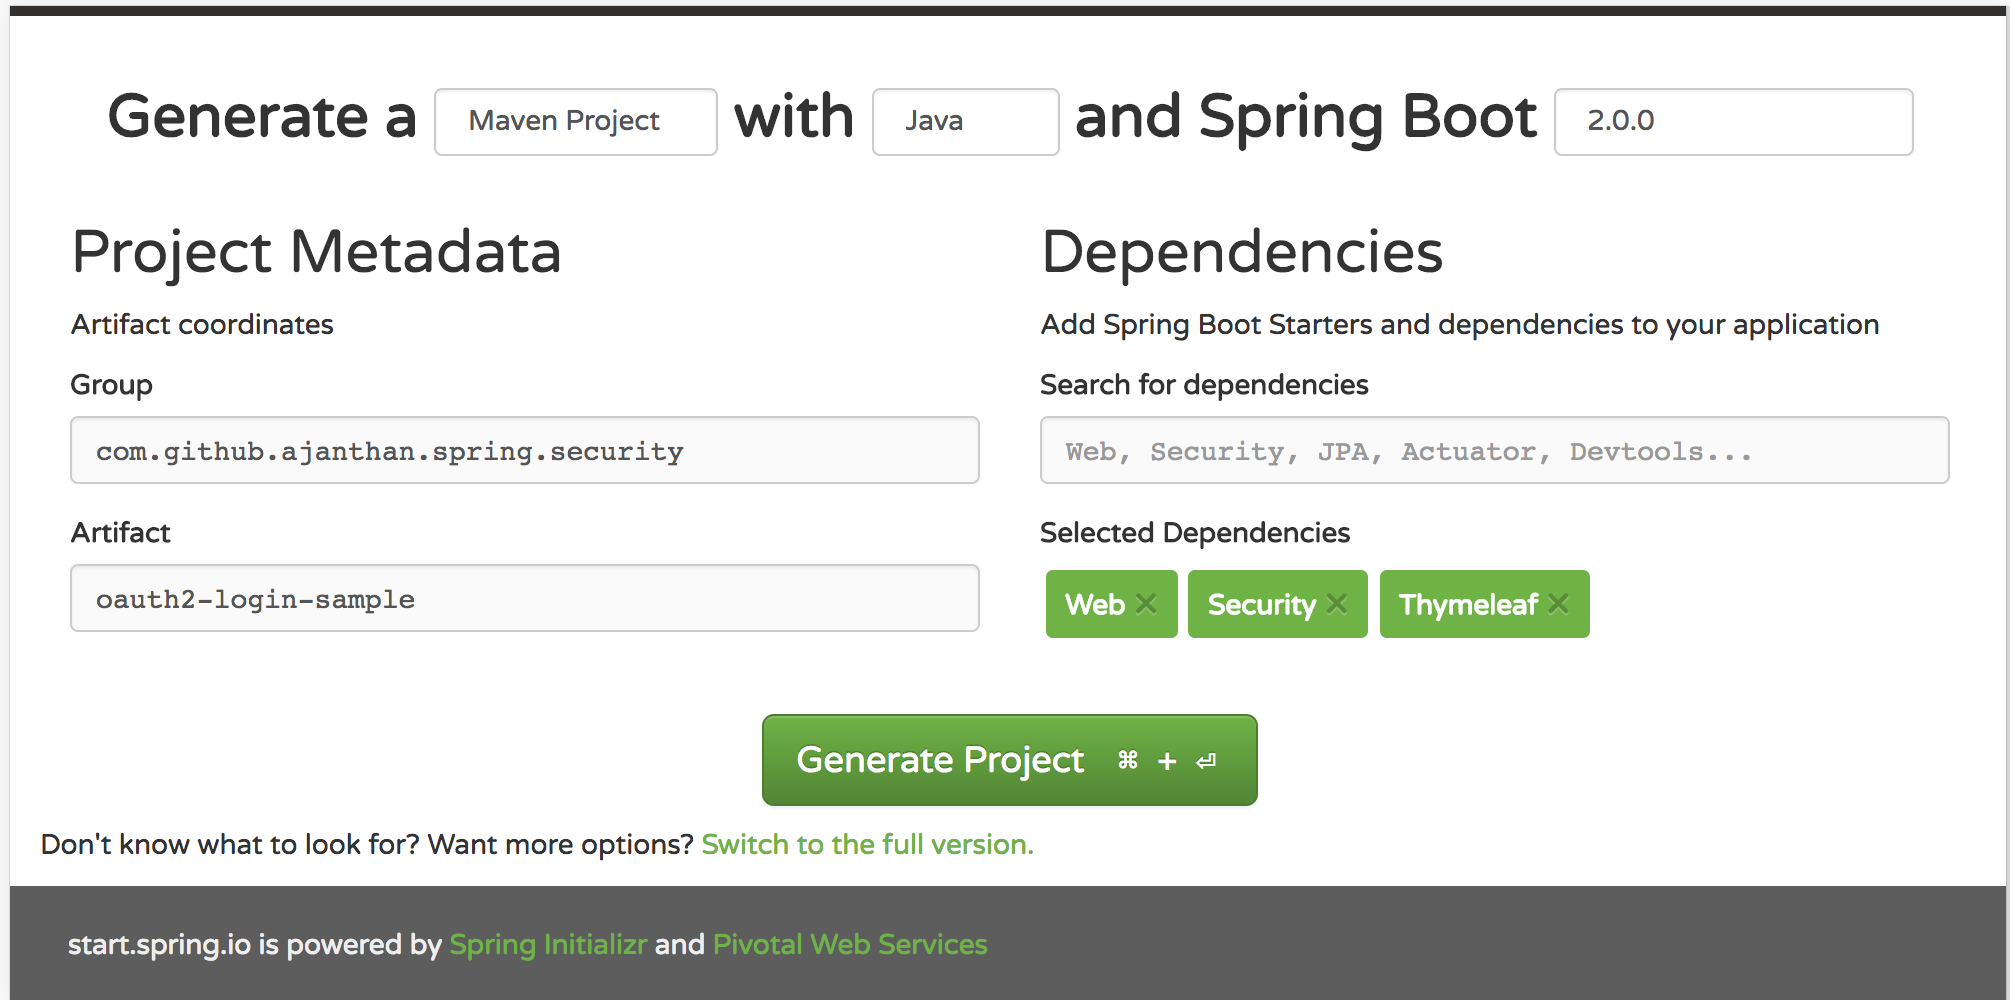 Generate a Maven Project with Java and Spring Boot 2.0.0
Project Metadata
Artifact coordinates
Group
com.github.ajanthan.spring.security
Artifact
oauth2-login-sample
Dependencies
Add Spring Boot Starters and dependencies to your application
Search for dependencies
Web, Security, JPA, Actuator, Devtools...
Selected Dependencies
Web × Security × Thymeleaf ×
Generate Project ⌘ + ⏎
Don't know what to look for? Want more options? Switch to the full version.
start.spring.io is powered by Spring Initializr and Pivotal Web Services